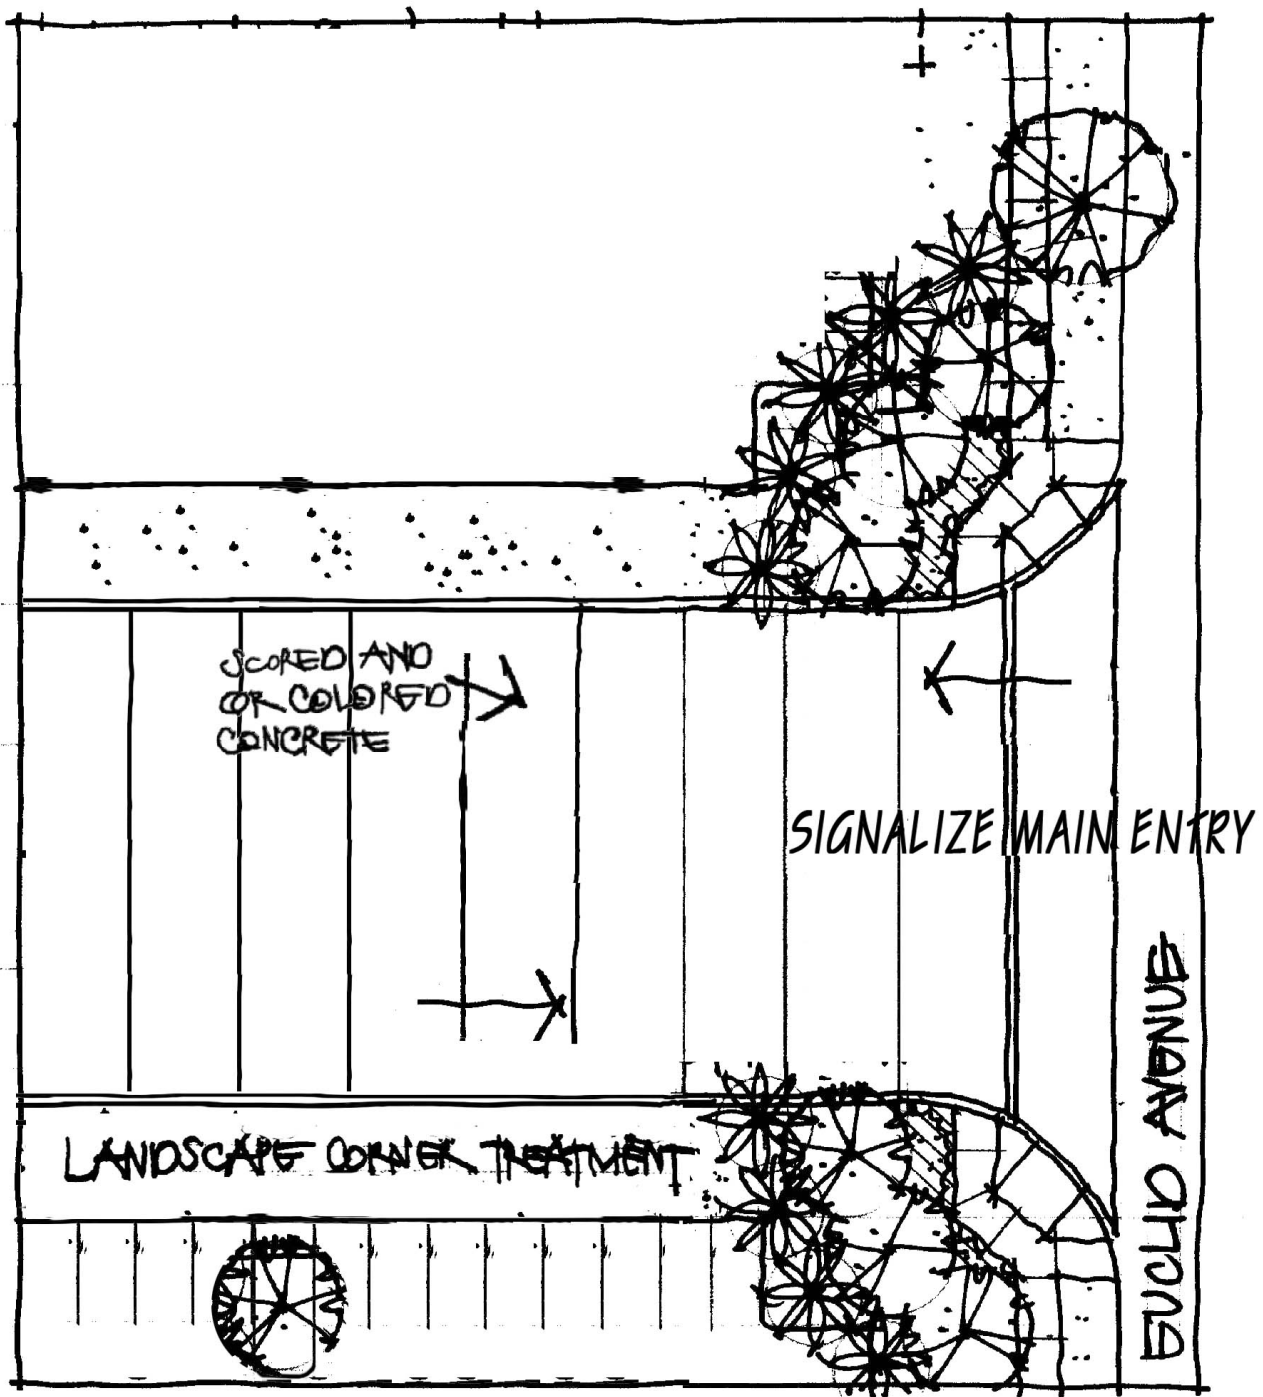 SCORED AND
OR COLORED
CONCRETE
SIGNALIZE MAIN ENTRY
LANDSCAPE CORNER TREATMENT
EUCLID AVENUE